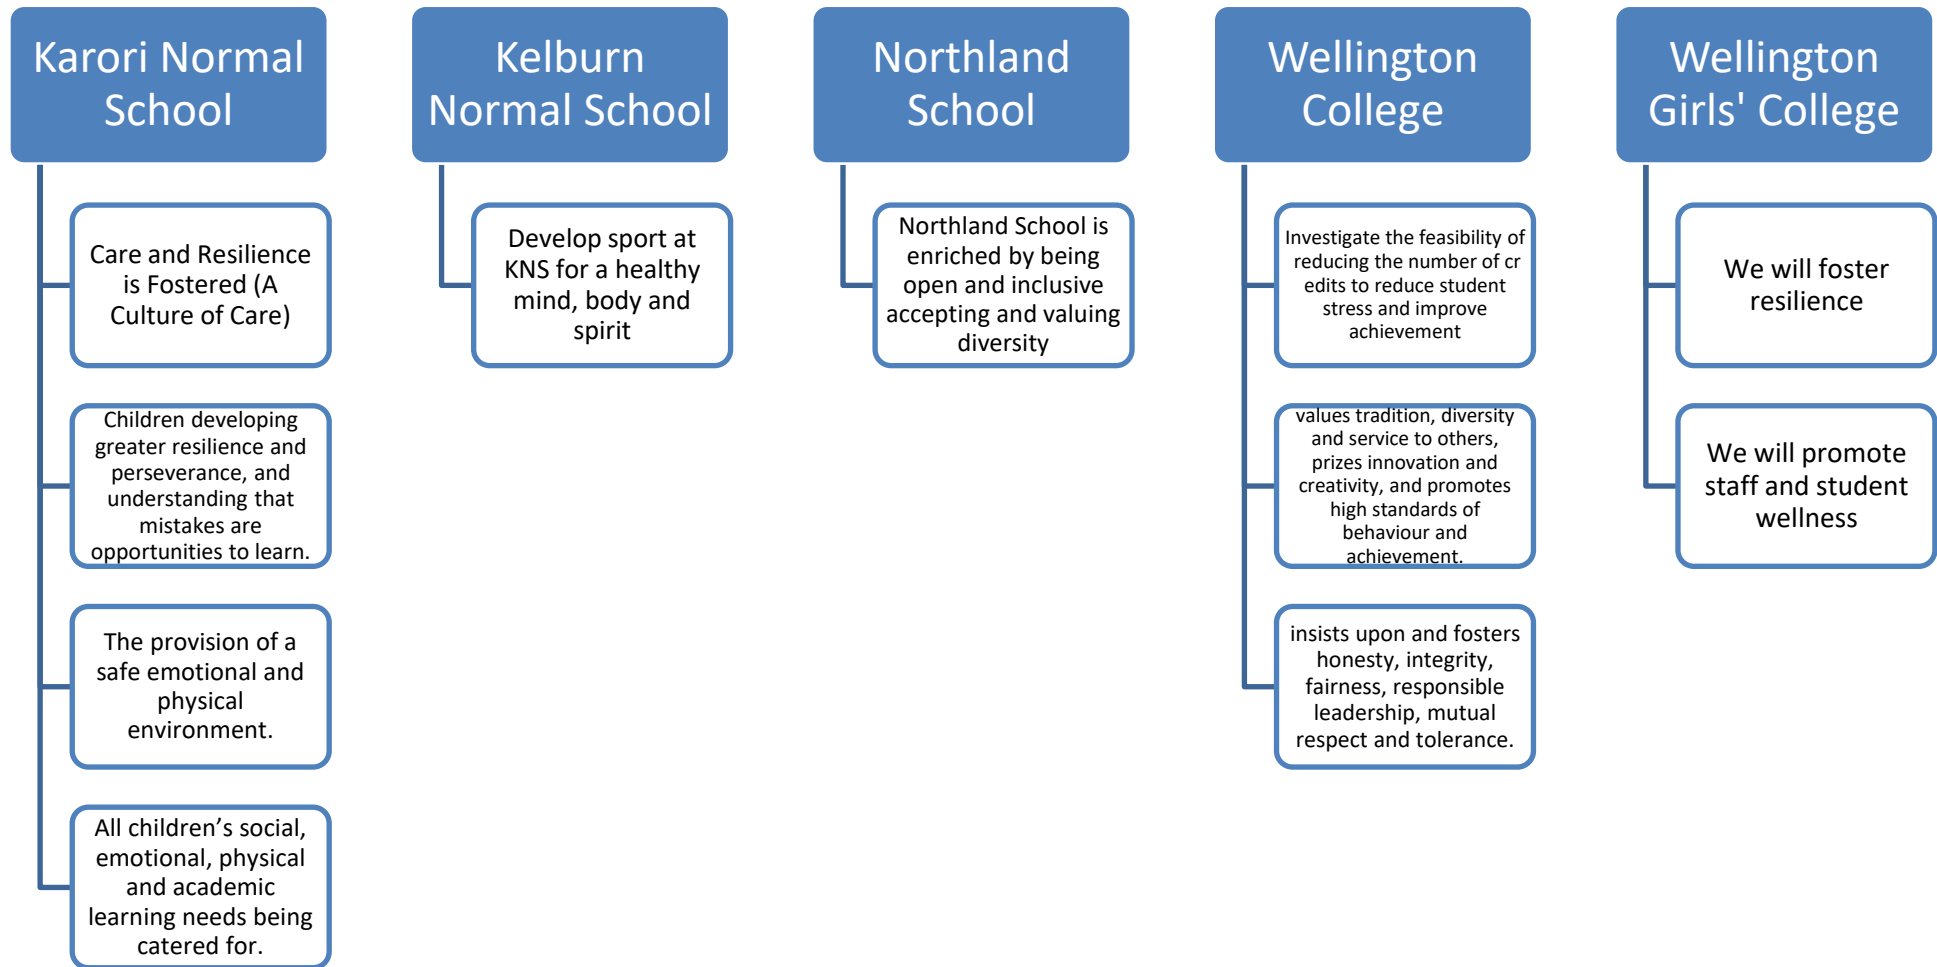 Karori Normal
School
Care and Resilience
is Fostered (A
Culture of Care)
Children developing
greater resilience and
perseverance, and
understanding that
mistakes are
opportunities to learn.
The provision of a
safe emotional and
physical
environment.
All children’s social,
emotional, physical
and academic
learning needs being
catered for.
Kelburn
Normal School
Develop sport at
KNS for a healthy
mind, body and
spirit
Northland
School
Northland School is
enriched by being
open and inclusive
accepting and valuing
diversity
Wellington
College
Investigate the feasibility of
reducing the number of cr
edits to reduce student
stress and improve
achievement
values tradition, diversity
and service to others,
prizes innovation and
creativity, and promotes
high standards of
behaviour and
achievement.
insists upon and fosters
honesty, integrity,
fairness, responsible
leadership, mutual
respect and tolerance.
Wellington
Girls' College
We will foster
resilience
We will promote
staff and student
wellness